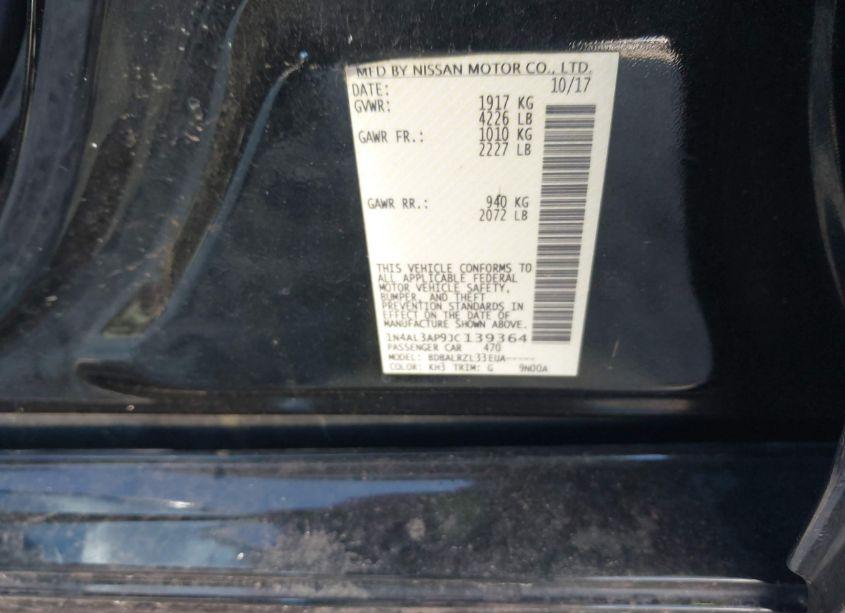 MFD BY NISSAN MOTOR CO., LTD.
DATE: 10/17
GVWR: 1917 KG
4226 LB
GAWR FR.: 1010 KG
2227 LB
GAWR RR.: 940 KG
2072 LB
THIS VEHICLE CONFORMS TO
ALL APPLICABLE FEDERAL
MOTOR VEHICLE SAFETY,
BUMPER, AND THEFT
PREVENTION STANDARDS IN
EFFECT ON THE DATE OF
MANUFACTURE SHOWN ABOVE.
1N4AL3AP9JC139364
PASSENGER CAR 470
MODEL: BDBALRZL33EUA-----
COLOR: KH3 TRIM: G 9N00A